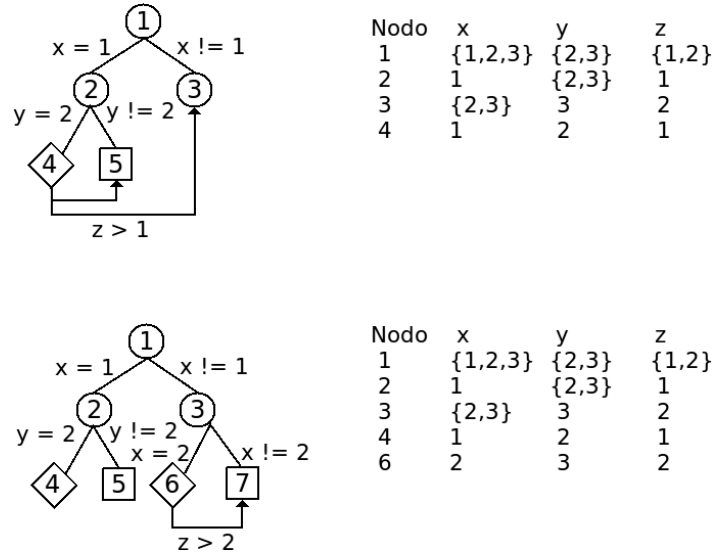 1
x = 1 x != 1
2 3
y = 2 y != 2
4 5
z > 1
Nodo x y z
1 {1,2,3} {2,3} {1,2}
2 1 {2,3} 1
3 {2,3} 3 2
4 1 2 1
1
x = 1 x != 1
2 3
y = 2 y != 2 x = 2 x != 2
4 5 6 7
z > 2
Nodo x y z
1 {1,2,3} {2,3} {1,2}
2 1 {2,3} 1
3 {2,3} 3 2
4 1 2 1
6 2 3 2